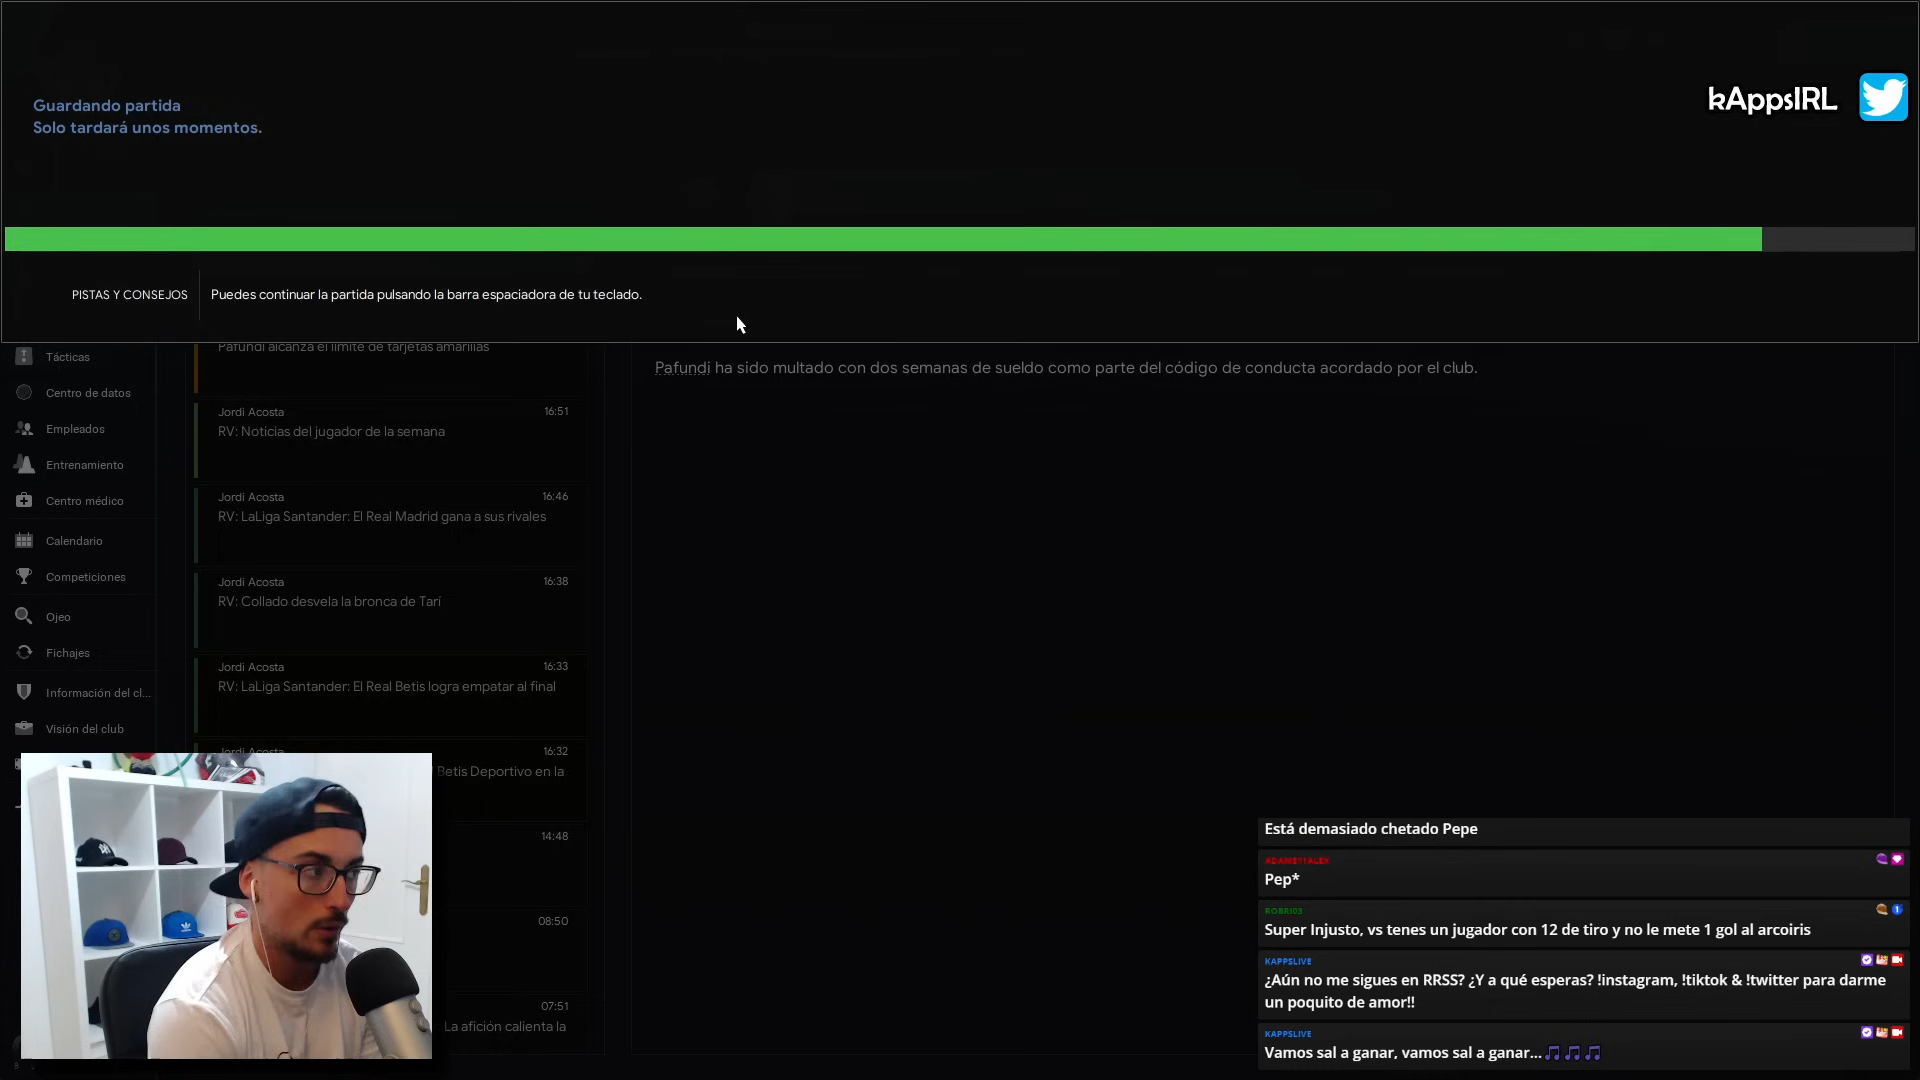 Guardando partida
Solo tardará unos momentos.
kAppsIRL
PISTAS Y CONSEJOS
Puedes continuar la partida pulsando la barra espaciadora de tu teclado.
Tácticas
Centro de datos
Empleados
Entrenamiento
Centro médico
Calendario
Competiciones
Ojeo
Fichajes
Información del cl...
Visión del club
Pafundi alcanza el límite de tarjetas amarillas
Jordi Acosta 16:51
RV: Noticias del jugador de la semana
Jordi Acosta 16:46
RV: LaLiga Santander: El Real Madrid gana a sus rivales
Jordi Acosta 16:38
RV: Collado desvela la bronca de Tarí
Jordi Acosta 16:33
RV: LaLiga Santander: El Real Betis logra empatar al final
Jordi Acosta 16:32
Betis Deportivo en la
14:48
08:50
07:51
La afición calienta la
Pafundi ha sido multado con dos semanas de sueldo como parte del código de conducta acordado por el club.
Está demasiado chetado Pepe
Pep*
ROBRI03
Super Injusto, vs tenes un jugador con 12 de tiro y no le mete 1 gol al arcoiris
KAPPSLIVE
¿Aún no me sigues en RRSS? ¿Y a qué esperas? !instagram, !tiktok & !twitter para darme
un poquito de amor!!
KAPPSLIVE
Vamos sal a ganar, vamos sal a ganar...🎵🎵🎵